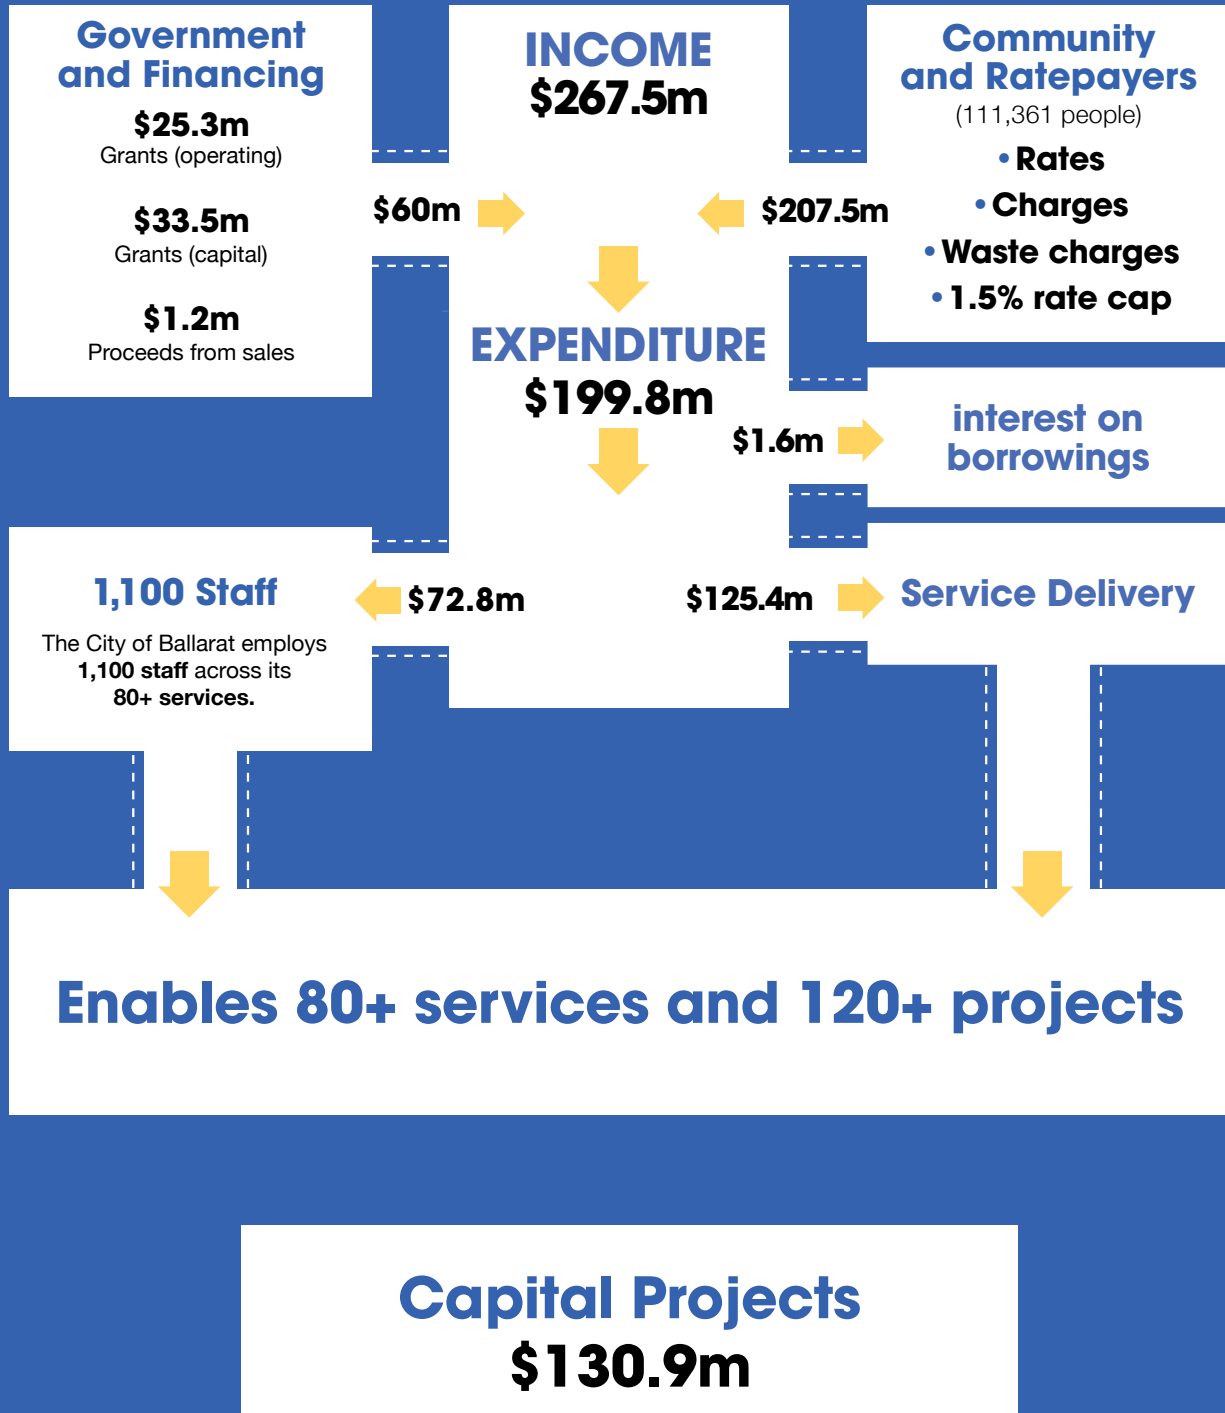 Government
and Financing
$25.3m
Grants (operating)
$33.5m
Grants (capital)
$1.2m
Proceeds from sales
$60m
INCOME
$267.5m
$207.5m
Community
and Ratepayers
(111,361 people)
• Rates
• Charges
• Waste charges
• 1.5% rate cap
EXPENDITURE
$199.8m
$1.6m
interest on
borrowings
1,100 Staff
The City of Ballarat employs
1,100 staff across its
80+ services.
$72.8m
$125.4m
Service Delivery
Enables 80+ services and 120+ projects
Capital Projects
$130.9m